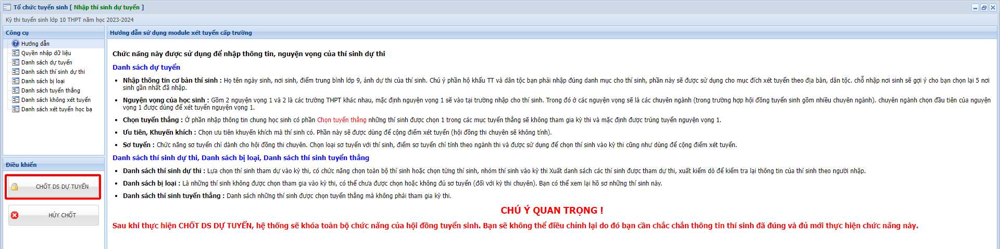 Tổ chức tuyển sinh [ Nhập thí sinh dự tuyển ]
Kỳ thi tuyển sinh lớp 10 THPT năm học 2023-2024
Công cụ
Hướng dẫn
Quyền nhập dữ liệu
Danh sách dự tuyển
Danh sách thí sinh dự thi
Danh sách bị loại
Danh sách tuyển thẳng
Danh sách không xét tuyển
Danh sách xét tuyển học bạ
Điều khiển
CHỐT DS DỰ TUYỂN
HỦY CHỐT
Hướng dẫn sử dụng module xét tuyển cấp trường
Chức năng này được sử dụng để nhập thông tin, nguyện vọng của thí sinh dự thi
Danh sách dự tuyển
• Nhập thông tin cơ bản thí sinh : Họ tên ngày sinh, nơi sinh, điểm trung bình lớp 9, ảnh dự thi của thí sinh. Chú ý phần hộ khẩu TT và dân tộc bạn phải nhập đúng danh mục cho thí sinh, phần này sẽ được sử dụng cho mục đích xét tuyển theo địa bàn, dân tộc. chỗ nhập nơi sinh sẽ gợi ý cho bạn chọn lại 5 nơi
sinh gần nhất đã nhập.
• Nguyện vọng của học sinh : Gồm 2 nguyện vọng 1 và 2 là các trường THPT khác nhau, mặc định nguyện vọng 1 sẽ vào tại trường nhập cho thí sinh. Trong đó ở các nguyện vọng sẽ là các chuyên ngành (trong trường hợp hội đồng tuyển sinh gồm nhiều chuyên ngành). chuyên ngành chọn đầu tiên của nguyện
vọng 1 được dùng để xét tuyển nguyện vọng 1.
• Chọn tuyển thẳng : Ở phần nhập thông tin chung học sinh có phần Chọn tuyển thẳng những thí sinh được chọn 1 trong các mục tuyển thẳng sẽ không tham gia kỳ thi và mặc định được trúng tuyển nguyện vọng 1.
• Ưu tiên, Khuyến khích : Chọn ưu tiên khuyến khích mà thí sinh có. Phần này sẽ được dùng để cộng điểm xét tuyển (hội đồng thi chuyên sẽ không tính).
• Sơ tuyển : Chức năng sơ tuyển chỉ dành cho hội đồng thi chuyên. Chọn loại sơ tuyển với thí sinh, điểm sơ tuyển chỉ tính theo ngành thi và được sử dụng để chọn thí sinh vào kỳ thi cũng như dùng để cộng điểm xét tuyển.
Danh sách thí sinh dự thi, Danh sách bị loại, Danh sách thí sinh tuyển thẳng
• Danh sách thí sinh dự thi : Lựa chọn thí sinh tham dự vào kỳ thi, có chức năng chọn toàn bộ thí sinh hoặc chọn từng thí sinh, nhóm thí sinh vào kỳ thi Xuất danh sách các thí sinh được tham dự thi, xuất kiểm dò để kiểm tra lại thông tin của thí sinh theo người nhập.
• Danh sách bị loại : Là những thí sinh không được chọn tham gia vào kỳ thi, có thể chưa được chọn hoặc không đủ sơ tuyển (đối với kỳ thi chuyên). Bạn có thể xem lại hồ sơ những thí sinh này.
• Danh sách thí sinh tuyển thẳng : Danh sách những thí sinh được chọn tuyển thẳng mà không phải tham gia kỳ thi.
CHÚ Ý QUAN TRỌNG !
Sau khi thực hiện CHỐT DS DỰ TUYỂN, hệ thống sẽ khóa toàn bộ chức năng của hội đồng tuyển sinh. Bạn sẽ không thể điều chỉnh lại do đó bạn cần chắc chắn thông tin thí sinh đã đúng và đủ mới thực hiện chức năng này.